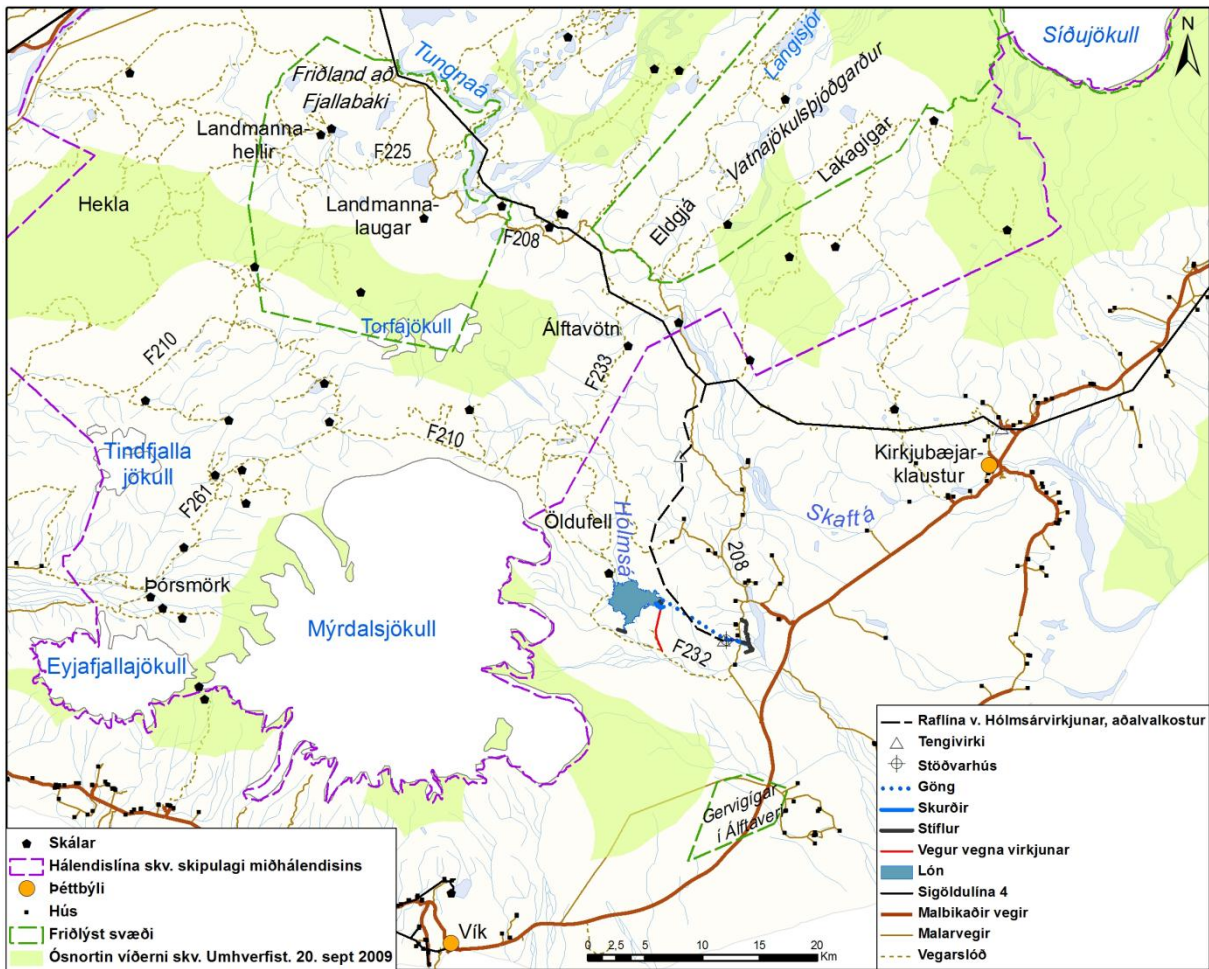 Síðujökull
N
Langisjór
Tungnaá
Friðland að
Fjallabaki
Vatnajökulsþjóðgarður
Landmanna-
hellir
F225
Lakagígar
Hekla
Landmanna-
laugar
F208
Eldgjá
Torfajökull
Álftavötn
F210
F233
F210
Tindfjalla
jökull
Kirkjubæjar-
klaustur
F261
Öldufell
Hólmsá
Skaftá
208
Þórsmörk
Mýrdalsjökull
Eyjafjallajökull
F232
Gervigígar
í Álftaveri
Vík
Skálar
Hálendislína skv. skipulagi miðhálendisins
Þéttbýli
Hús
Friðlýst svæði
Ósnortin víðerni skv. Umhverfist. 20. sept 2009
0 2,5 5 10 15 20
Km
Raflína v. Hólmsárvirkjunar, aðalvalkostur
Tengivirki
Stöðvarhús
Göng
Skurðir
Stíflur
Vegur vegna virkjunar
Lón
Sigöldulína 4
Malbikaðir vegir
Malarvegir
Vegarslóð